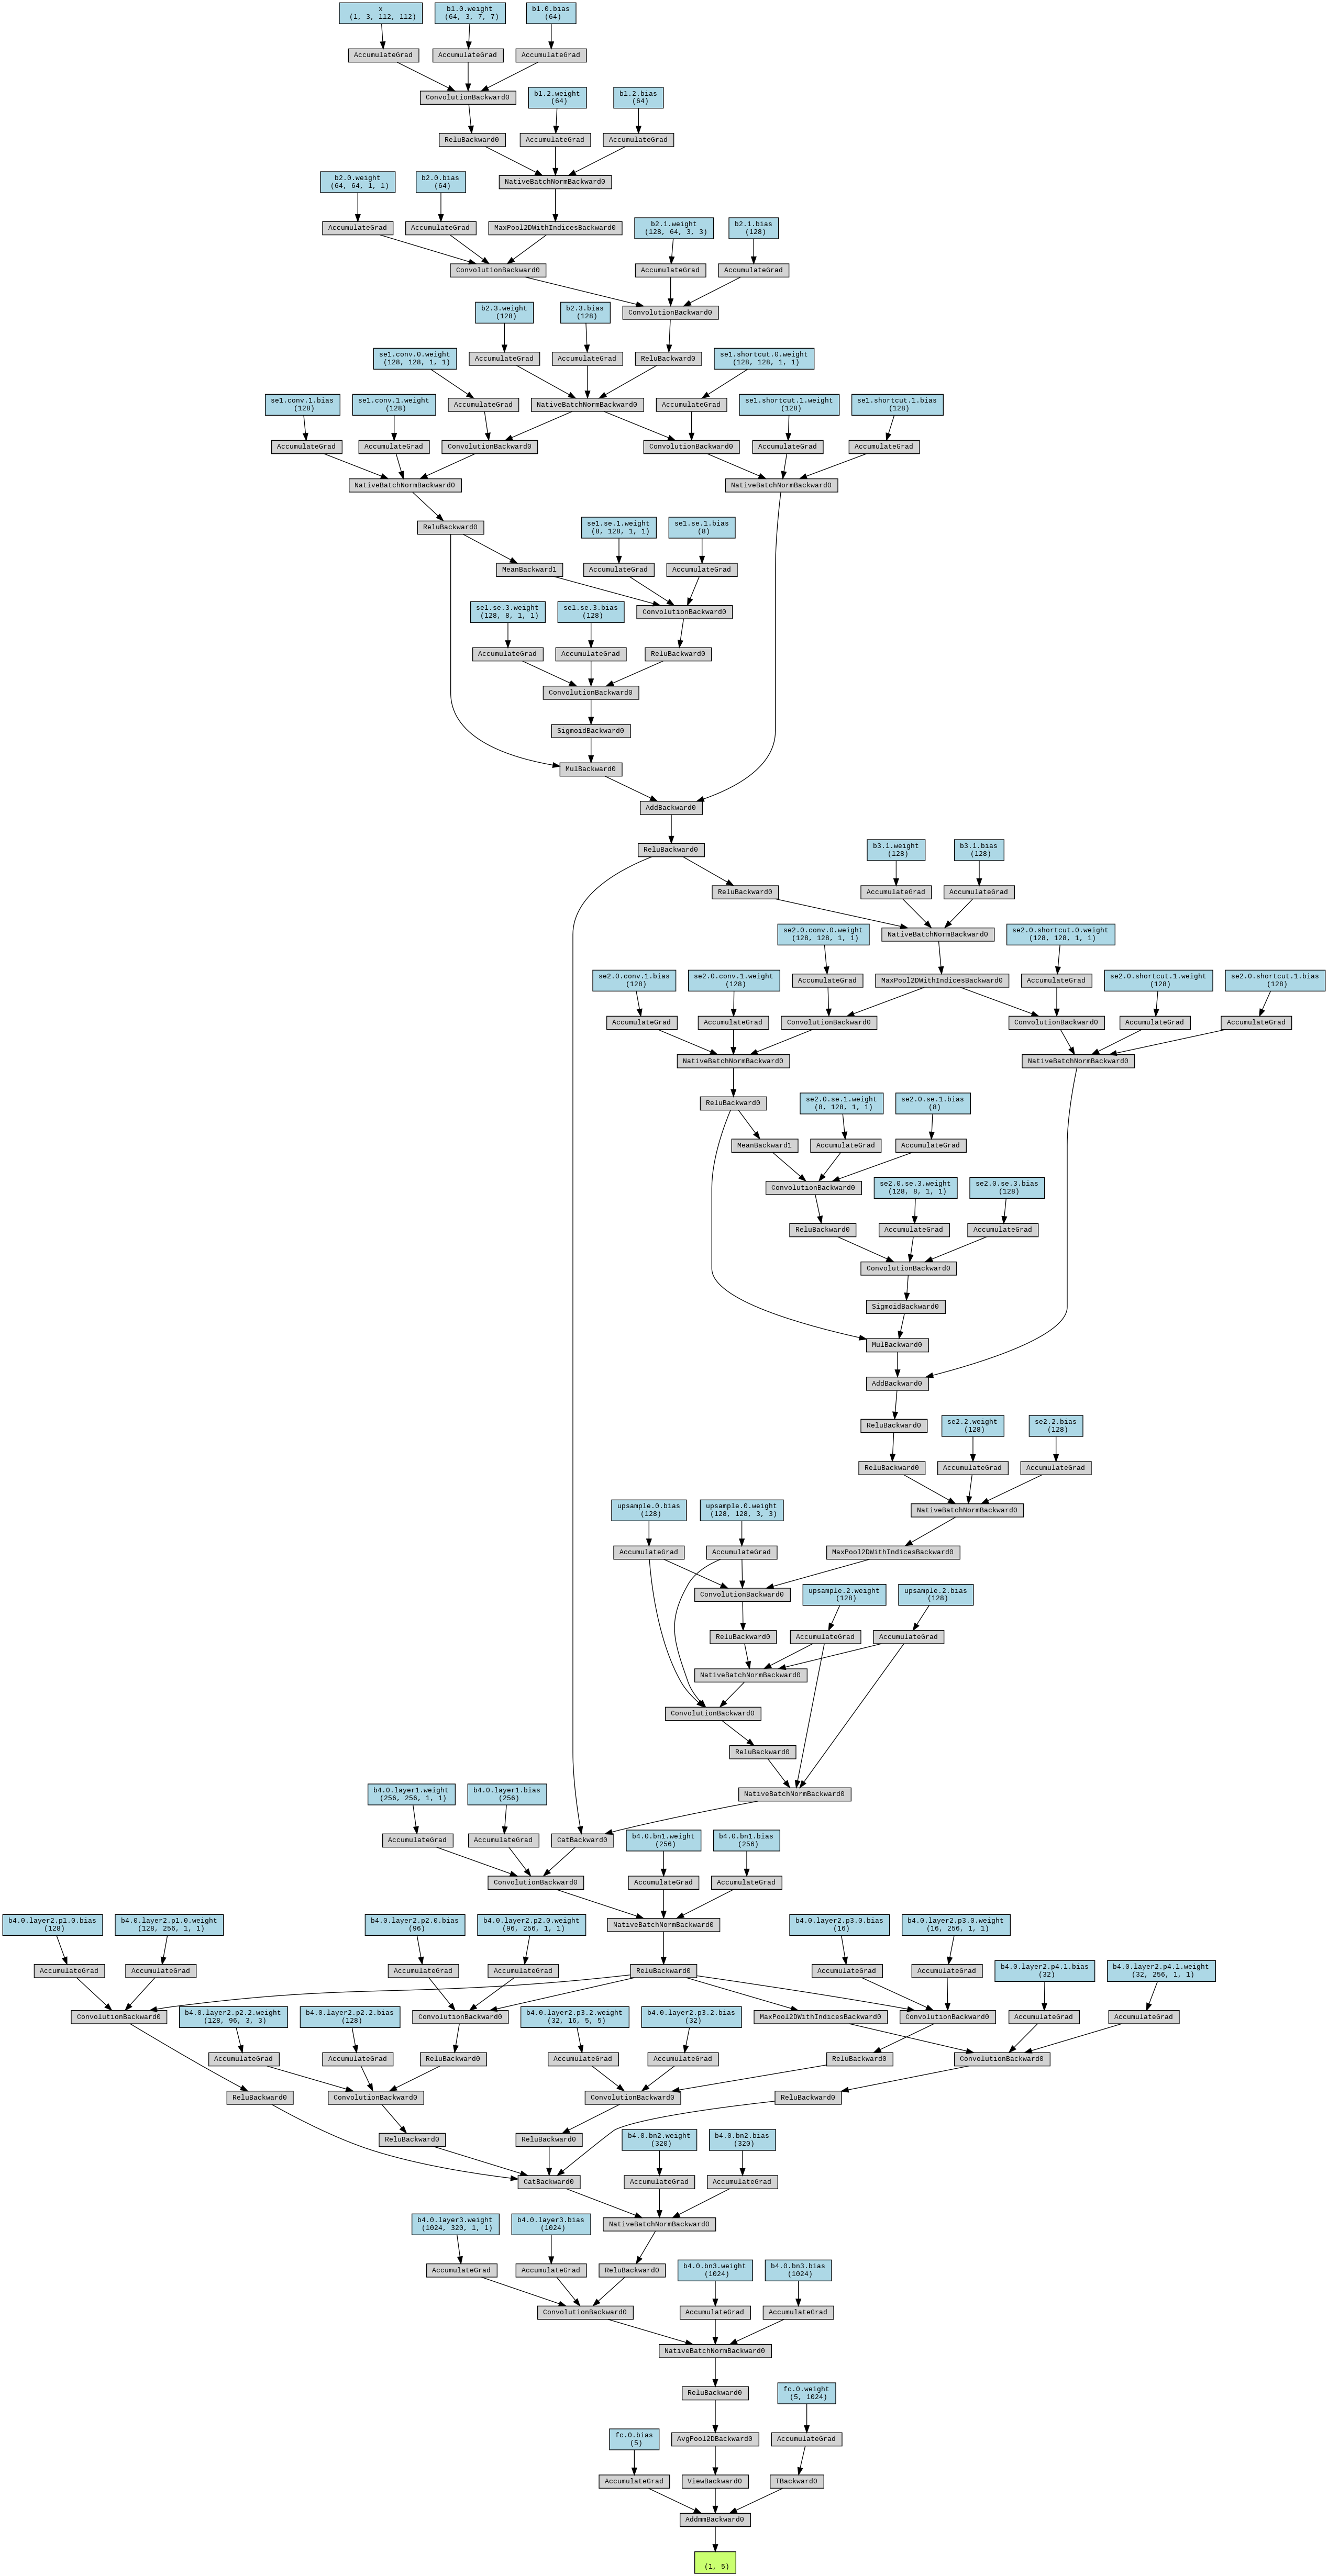 x
(1, 3, 112, 112)
b1.0.weight
(64, 3, 7, 7)
b1.0.bias
(64)
AccumulateGrad
AccumulateGrad
AccumulateGrad
ConvolutionBackward0
b1.2.weight
(64)
b1.2.bias
(64)
ReluBackward0
AccumulateGrad
AccumulateGrad
b2.0.weight
(64, 64, 1, 1)
b2.0.bias
(64)
NativeBatchNormBackward0
AccumulateGrad
AccumulateGrad
MaxPool2DWithIndicesBackward0
b2.1.weight
(128, 64, 3, 3)
b2.1.bias
(128)
ConvolutionBackward0
AccumulateGrad
AccumulateGrad
b2.3.weight
(128)
b2.3.bias
(128)
ConvolutionBackward0
se1.conv.0.weight
(128, 128, 1, 1)
AccumulateGrad
AccumulateGrad
ReluBackward0
se1.shortcut.0.weight
(128, 128, 1, 1)
se1.conv.1.bias
(128)
se1.conv.1.weight
(128)
AccumulateGrad
NativeBatchNormBackward0
AccumulateGrad
se1.shortcut.1.weight
(128)
se1.shortcut.1.bias
(128)
AccumulateGrad
AccumulateGrad
ConvolutionBackward0
ConvolutionBackward0
AccumulateGrad
AccumulateGrad
NativeBatchNormBackward0
NativeBatchNormBackward0
ReluBackward0
se1.se.1.weight
(8, 128, 1, 1)
se1.se.1.bias
(8)
MeanBackward1
AccumulateGrad
AccumulateGrad
se1.se.3.weight
(128, 8, 1, 1)
se1.se.3.bias
(128)
ConvolutionBackward0
AccumulateGrad
AccumulateGrad
ReluBackward0
ConvolutionBackward0
SigmoidBackward0
MulBackward0
AddBackward0
ReluBackward0
b3.1.weight
(128)
b3.1.bias
(128)
ReluBackward0
AccumulateGrad
AccumulateGrad
se2.0.conv.0.weight
(128, 128, 1, 1)
NativeBatchNormBackward0
se2.0.shortcut.0.weight
(128, 128, 1, 1)
se2.0.conv.1.bias
(128)
se2.0.conv.1.weight
(128)
AccumulateGrad
MaxPool2DWithIndicesBackward0
AccumulateGrad
se2.0.shortcut.1.weight
(128)
se2.0.shortcut.1.bias
(128)
AccumulateGrad
AccumulateGrad
ConvolutionBackward0
ConvolutionBackward0
AccumulateGrad
AccumulateGrad
NativeBatchNormBackward0
NativeBatchNormBackward0
ReluBackward0
se2.0.se.1.weight
(8, 128, 1, 1)
se2.0.se.1.bias
(8)
MeanBackward1
AccumulateGrad
AccumulateGrad
ConvolutionBackward0
se2.0.se.3.weight
(128, 8, 1, 1)
se2.0.se.3.bias
(128)
ReluBackward0
AccumulateGrad
AccumulateGrad
ConvolutionBackward0
SigmoidBackward0
MulBackward0
AddBackward0
ReluBackward0
se2.2.weight
(128)
se2.2.bias
(128)
ReluBackward0
AccumulateGrad
AccumulateGrad
upsample.0.bias
(128)
upsample.0.weight
(128, 128, 3, 3)
NativeBatchNormBackward0
AccumulateGrad
AccumulateGrad
MaxPool2DWithIndicesBackward0
ConvolutionBackward0
upsample.2.weight
(128)
upsample.2.bias
(128)
ReluBackward0
AccumulateGrad
AccumulateGrad
NativeBatchNormBackward0
ConvolutionBackward0
ReluBackward0
b4.0.layer1.weight
(256, 256, 1, 1)
b4.0.layer1.bias
(256)
NativeBatchNormBackward0
AccumulateGrad
AccumulateGrad
CatBackward0
b4.0.bn1.weight
(256)
b4.0.bn1.bias
(256)
ConvolutionBackward0
AccumulateGrad
AccumulateGrad
b4.0.layer2.p1.0.bias
(128)
b4.0.layer2.p1.0.weight
(128, 256, 1, 1)
b4.0.layer2.p2.0.bias
(96)
b4.0.layer2.p2.0.weight
(96, 256, 1, 1)
NativeBatchNormBackward0
b4.0.layer2.p3.0.bias
(16)
b4.0.layer2.p3.0.weight
(16, 256, 1, 1)
AccumulateGrad
AccumulateGrad
AccumulateGrad
AccumulateGrad
ReluBackward0
AccumulateGrad
AccumulateGrad
b4.0.layer2.p4.1.bias
(32)
b4.0.layer2.p4.1.weight
(32, 256, 1, 1)
ConvolutionBackward0
b4.0.layer2.p2.2.weight
(128, 96, 3, 3)
b4.0.layer2.p2.2.bias
(128)
ConvolutionBackward0
b4.0.layer2.p3.2.weight
(32, 16, 5, 5)
b4.0.layer2.p3.2.bias
(32)
MaxPool2DWithIndicesBackward0
ConvolutionBackward0
AccumulateGrad
AccumulateGrad
AccumulateGrad
AccumulateGrad
ReluBackward0
AccumulateGrad
AccumulateGrad
ReluBackward0
ConvolutionBackward0
ReluBackward0
ConvolutionBackward0
ConvolutionBackward0
ReluBackward0
ReluBackward0
ReluBackward0
b4.0.bn2.weight
(320)
b4.0.bn2.bias
(320)
CatBackward0
AccumulateGrad
AccumulateGrad
b4.0.layer3.weight
(1024, 320, 1, 1)
b4.0.layer3.bias
(1024)
NativeBatchNormBackward0
AccumulateGrad
AccumulateGrad
ReluBackward0
b4.0.bn3.weight
(1024)
b4.0.bn3.bias
(1024)
ConvolutionBackward0
AccumulateGrad
AccumulateGrad
NativeBatchNormBackward0
ReluBackward0
fc.0.weight
(5, 1024)
fc.0.bias
(5)
AvgPool2DBackward0
AccumulateGrad
AccumulateGrad
ViewBackward0
TBackward0
AddmmBackward0
(1, 5)